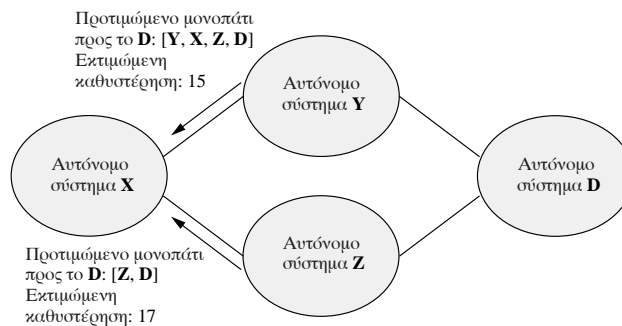 Προτιμώμενο μονοπάτι
προς το D: [Y, X, Z, D]
Εκτιμώμενη
καθυστέρηση: 15
Αυτόνομο
σύστημα Y
Αυτόνομο
σύστημα X
Αυτόνομο
σύστημα D
Αυτόνομο
σύστημα Z
Προτιμώμενο μονοπάτι
προς το D: [Z, D]
Εκτιμώμενη
καθυστέρηση: 17